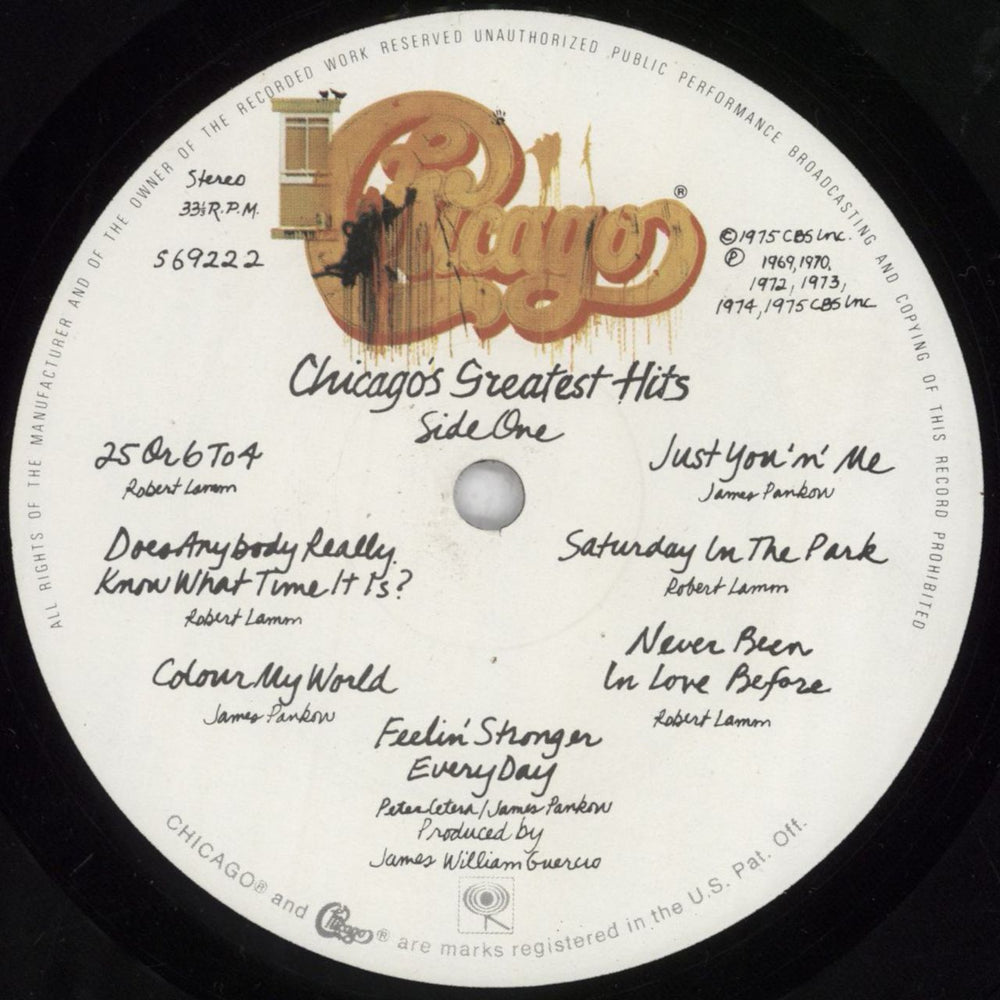 ALL RIGHTS OF THE MANUFACTURER AND OF THE OWNER OF THE RECORDED WORK RESERVED UNAUTHORIZED PUBLIC PERFORMANCE BROADCASTING AND COPYING OF THIS RECORD PROHIBITED
Chicago ®
Stereo
33⅓ R.P.M.
S69222
©1975 CBS Inc.
℗ 1969, 1970,
1972, 1973,
1974, 1975 CBS Inc
Chicago's Greatest Hits
Side One
25 Or 6 To 4
Robert Lamm
Does Anybody Really
Know What Time It Is?
Robert Lamm
Colour My World
James Pankow
Feelin' Stronger
Every Day
Peter Cetera/James Pankow
Just You 'n' Me
James Pankow
Saturday In The Park
Robert Lamm
Never Been
In Love Before
Robert Lamm
Produced by
James William Guercio
CHICAGO® and Chicago® are marks registered in the U.S. Pat. Off.